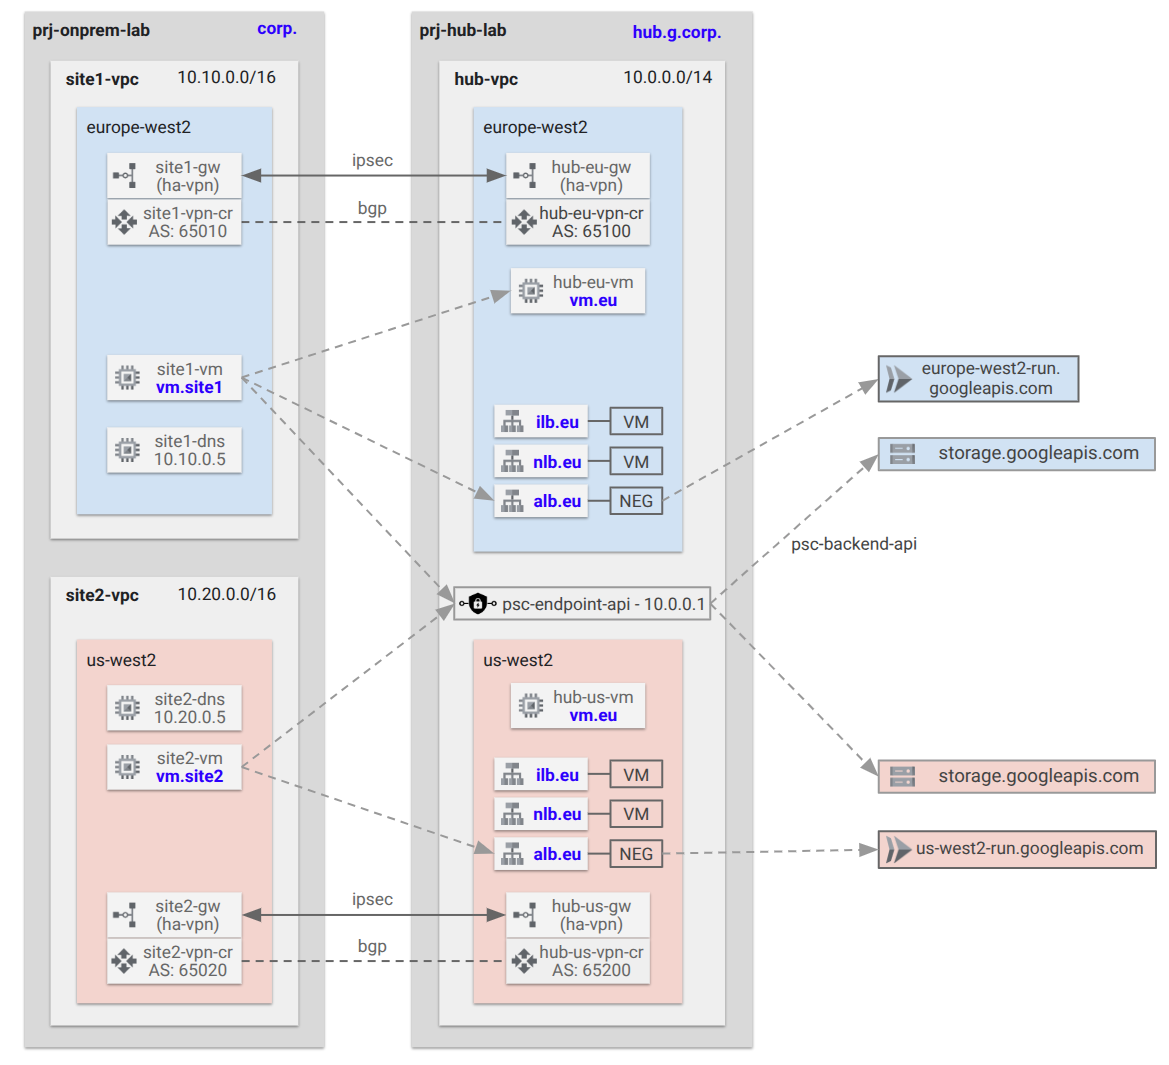 prj-onprem-lab
corp.
site1-vpc
10.10.0.0/16
europe-west2
site1-gw
(ha-vpn)
site1-vpn-cr
AS: 65010
site1-vm
vm.site1
site1-dns
10.10.0.5
site2-vpc
10.20.0.0/16
us-west2
site2-dns
10.20.0.5
site2-vm
vm.site2
site2-gw
(ha-vpn)
site2-vpn-cr
AS: 65020
ipsec
bgp
ipsec
bgp
prj-hub-lab
hub.g.corp.
hub-vpc
10.0.0.0/14
europe-west2
hub-eu-gw
(ha-vpn)
hub-eu-vpn-cr
AS: 65100
hub-eu-vm
vm.eu
ilb.eu
VM
nlb.eu
VM
alb.eu
NEG
psc-endpoint-api - 10.0.0.1
us-west2
hub-us-vm
vm.eu
ilb.eu
VM
nlb.eu
VM
alb.eu
NEG
hub-us-gw
(ha-vpn)
hub-us-vpn-cr
AS: 65200
europe-west2-run.
googleapis.com
storage.googleapis.com
psc-backend-api
storage.googleapis.com
us-west2-run.googleapis.com